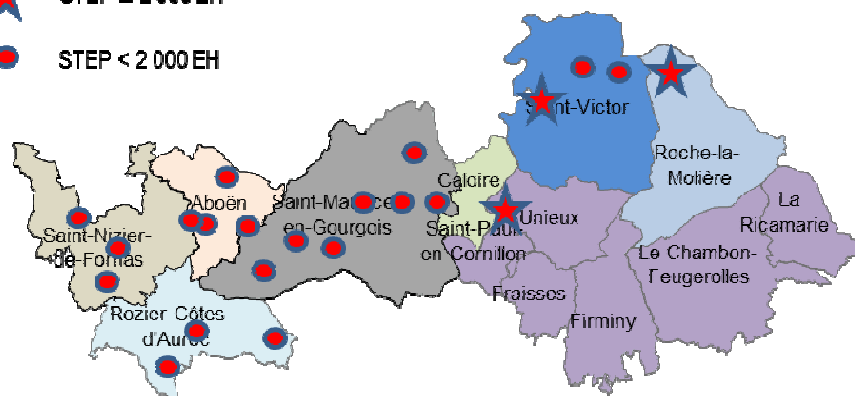 STEP < 2 000 EH
Saint-Victor
Roche-la-
Molière
Caloire
La
Ricamarie
Aboën
Saint-Maurice
en-Gourgois
Unieux
Saint-Paul-
en Cornillon
Saint-Nizier-
de-Fornas
Le Chambon-
Feugerolles
Fraisses
Firminy
Rozier Côtes
d'Aurec